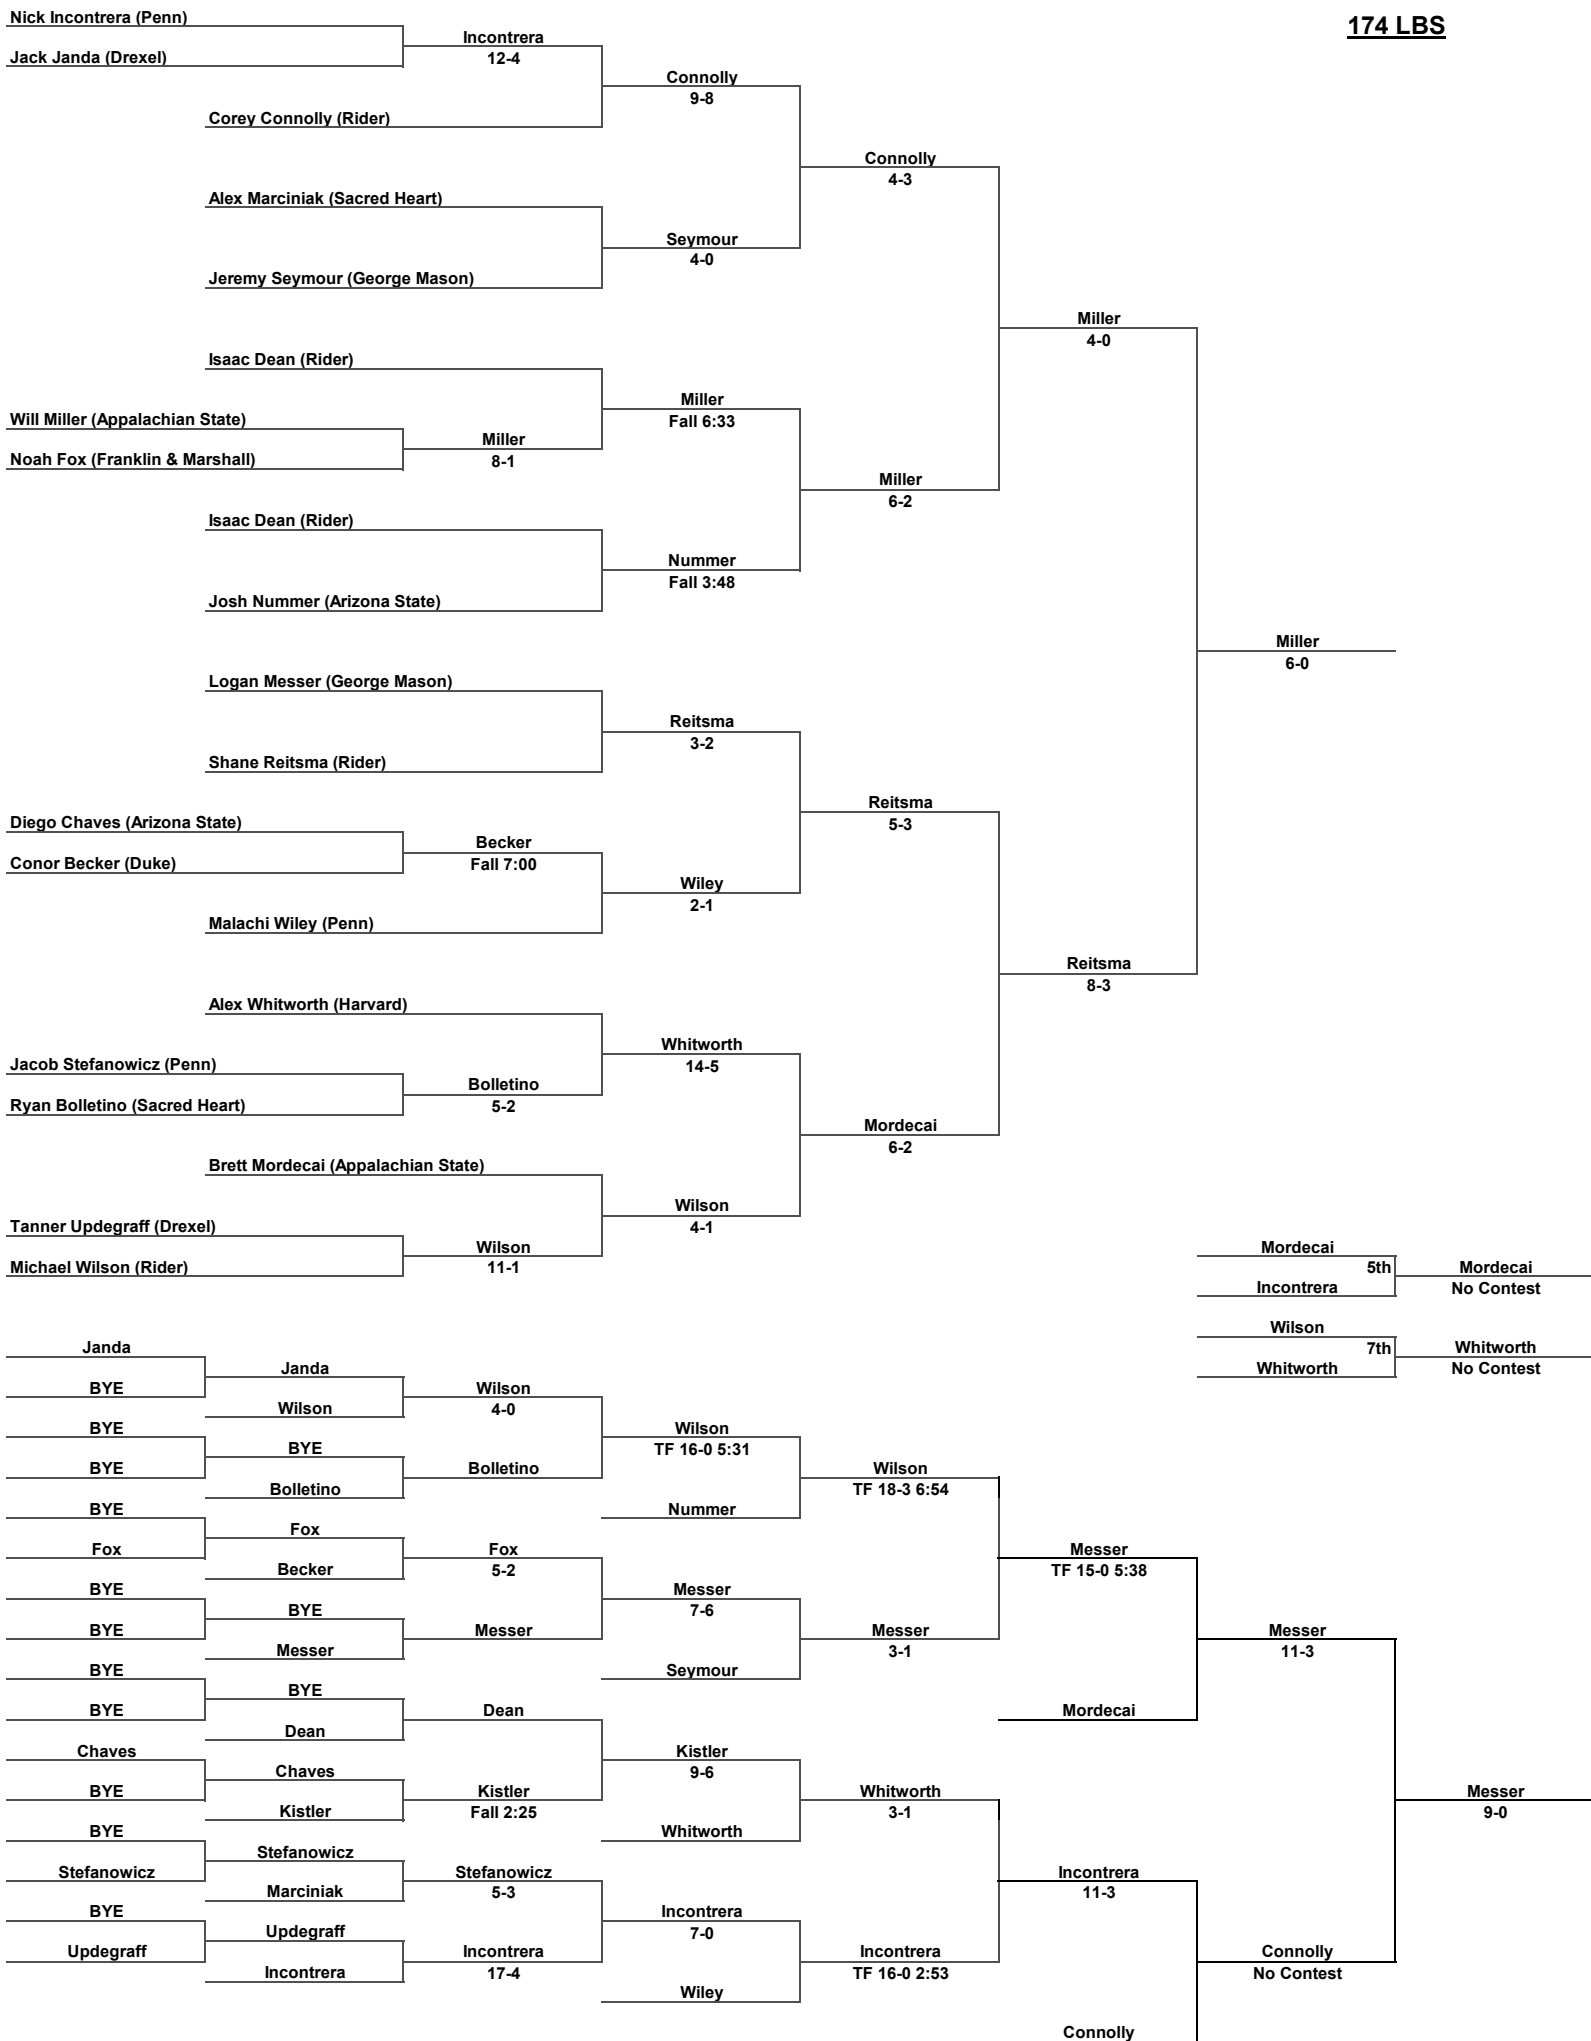 174 LBS
Nick Incontrera (Penn)
Incontrera
Jack Janda (Drexel)
12-4
Connolly
9-8
Corey Connolly (Rider)
Connolly
4-3
Alex Marciniak (Sacred Heart)
Seymour
4-0
Jeremy Seymour (George Mason)
Miller
4-0
Isaac Dean (Rider)
Miller
Fall 6:33
Will Miller (Appalachian State)
Miller
Noah Fox (Franklin & Marshall)
8-1
Miller
6-2
Isaac Dean (Rider)
Nummer
Fall 3:48
Josh Nummer (Arizona State)
Miller
6-0
Logan Messer (George Mason)
Reitsma
3-2
Shane Reitsma (Rider)
Reitsma
5-3
Diego Chaves (Arizona State)
Becker
Conor Becker (Duke)
Fall 7:00
Wiley
2-1
Malachi Wiley (Penn)
Reitsma
8-3
Alex Whitworth (Harvard)
Whitworth
14-5
Jacob Stefanowicz (Penn)
Bolletino
Ryan Bolletino (Sacred Heart)
5-2
Mordecai
6-2
Brett Mordecai (Appalachian State)
Wilson
4-1
Tanner Updegraff (Drexel)
Wilson
Michael Wilson (Rider)
11-1
Mordecai
5th
Mordecai
Incontrera
No Contest
Wilson
7th
Whitworth
Whitworth
No Contest
Janda
Janda
BYE
Wilson
Wilson
4-0
BYE
Wilson
BYE
TF 16-0 5:31
BYE
Bolletino
Bolletino
Wilson
TF 18-3 6:54
BYE
Nummer
Fox
Fox
Fox
Becker
5-2
Messer
TF 15-0 5:38
BYE
Messer
7-6
BYE
BYE
Messer
Messer
Messer
3-1
Messer
11-3
BYE
Seymour
BYE
BYE
Dean
Dean
Mordecai
Chaves
Kistler
9-6
Chaves
BYE
Kistler
Kistler
Fall 2:25
Whitworth
3-1
Messer
9-0
BYE
Whitworth
Stefanowicz
Stefanowicz
Stefanowicz
Marciniak
5-3
Incontrera
11-3
BYE
Incontrera
7-0
Updegraff
Updegraff
Incontrera
Incontrera
17-4
Incontrera
TF 16-0 2:53
Connolly
No Contest
Wiley
Connolly